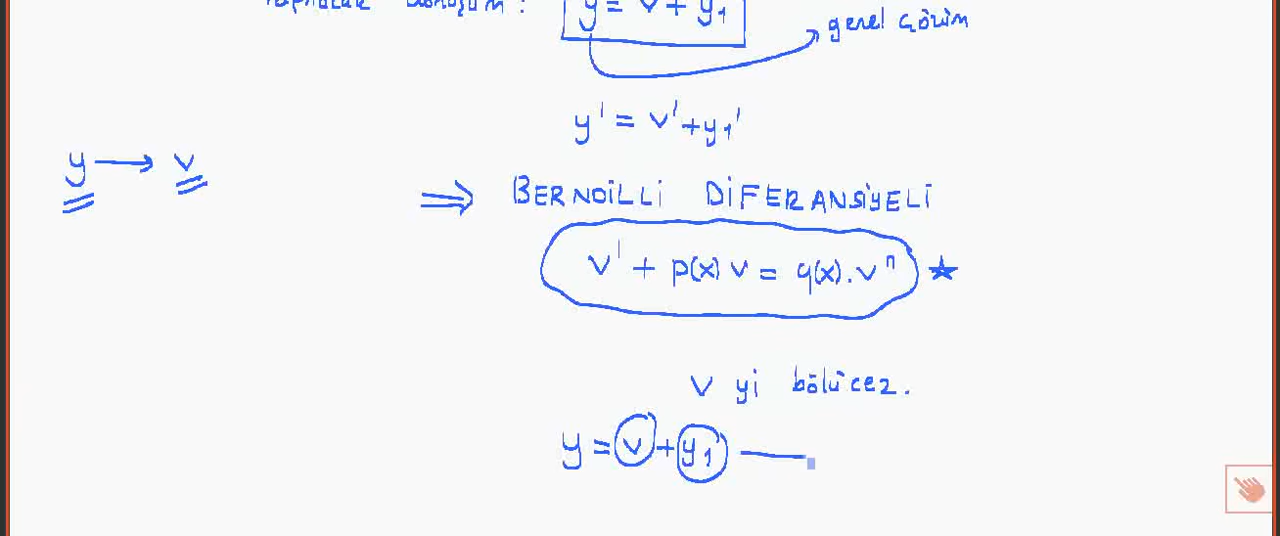 y = v + y₁
genel çözüm
y' = v' + y₁'
y → v
⇒ BERNOİLLİ DİFERANSİYELİ
v' + p(x) v = q(x). vⁿ ★
v yi bölücez.
y = v + y₁